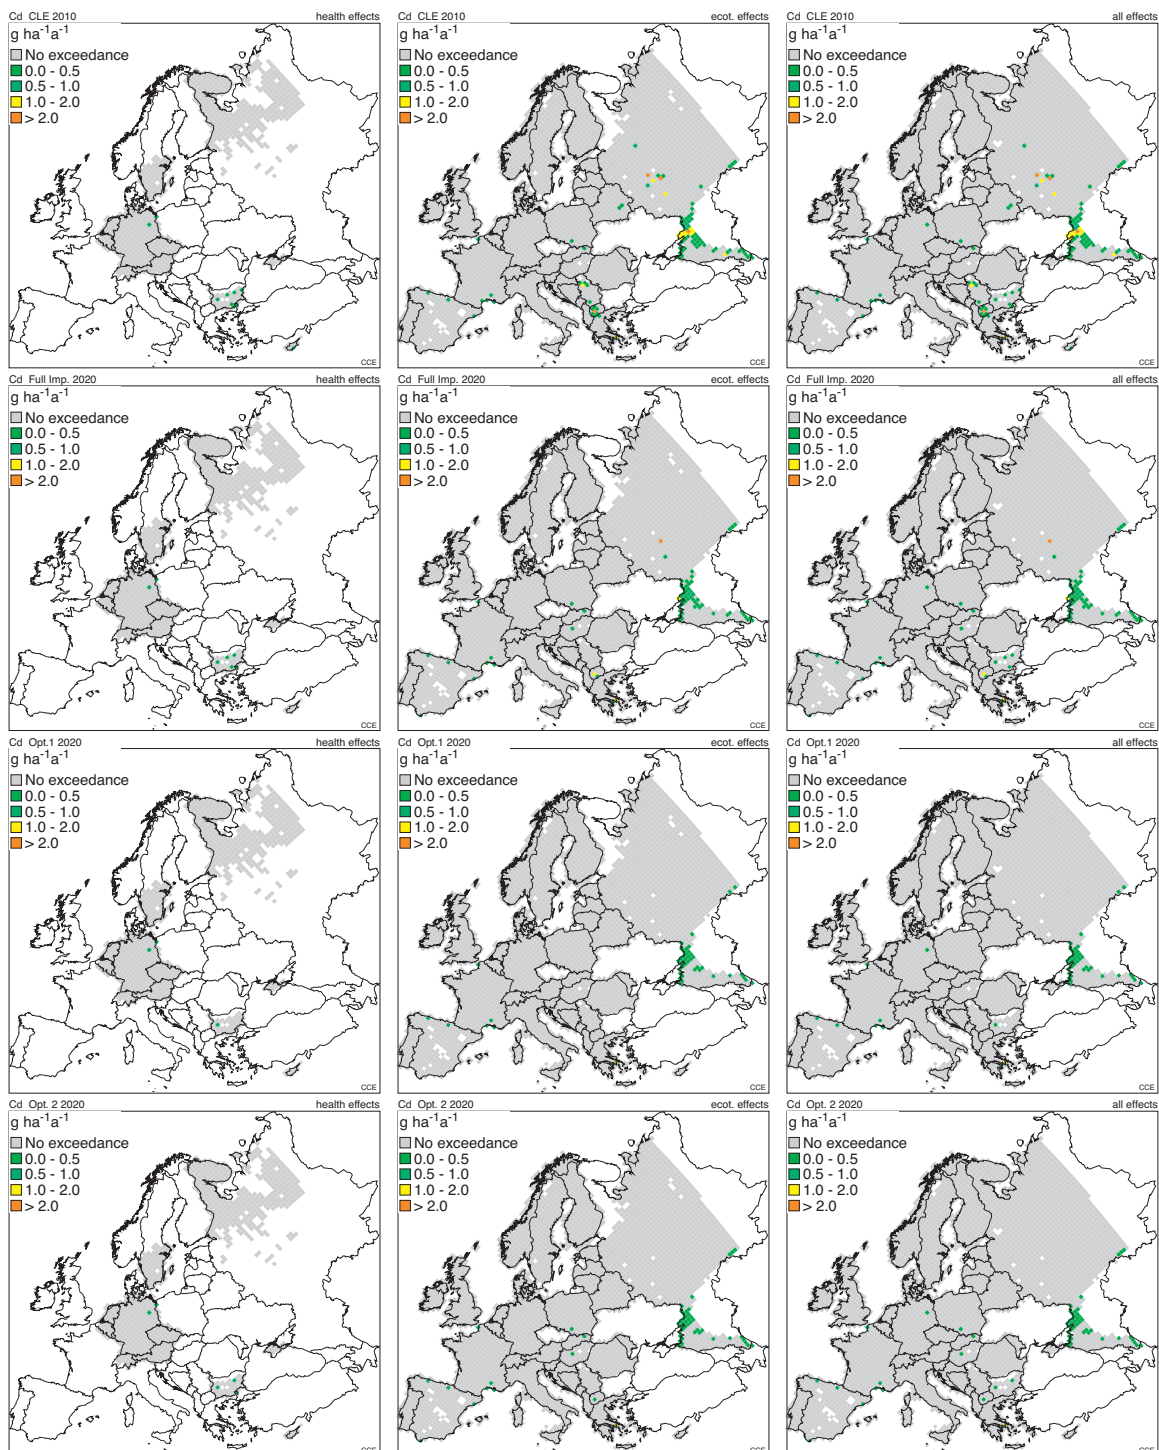 Cd CLE 2010 health effects
g ha-1a-1
No exceedance
0.0 - 0.5
0.5 - 1.0
1.0 - 2.0
> 2.0
CCE
Cd CLE 2010 ecot. effects
g ha-1a-1
No exceedance
0.0 - 0.5
0.5 - 1.0
1.0 - 2.0
> 2.0
CCE
Cd CLE 2010 all effects
g ha-1a-1
No exceedance
0.0 - 0.5
0.5 - 1.0
1.0 - 2.0
> 2.0
CCE
Cd Full Imp. 2020 health effects
g ha-1a-1
No exceedance
0.0 - 0.5
0.5 - 1.0
1.0 - 2.0
> 2.0
CCE
Cd Full Imp. 2020 ecot. effects
g ha-1a-1
No exceedance
0.0 - 0.5
0.5 - 1.0
1.0 - 2.0
> 2.0
CCE
Cd Full Imp. 2020 all effects
g ha-1a-1
No exceedance
0.0 - 0.5
0.5 - 1.0
1.0 - 2.0
> 2.0
CCE
Cd Opt.1 2020 health effects
g ha-1a-1
No exceedance
0.0 - 0.5
0.5 - 1.0
1.0 - 2.0
> 2.0
CCE
Cd Opt.1 2020 ecot. effects
g ha-1a-1
No exceedance
0.0 - 0.5
0.5 - 1.0
1.0 - 2.0
> 2.0
CCE
Cd Opt.1 2020 all effects
g ha-1a-1
No exceedance
0.0 - 0.5
0.5 - 1.0
1.0 - 2.0
> 2.0
CCE
Cd Opt. 2 2020 health effects
g ha-1a-1
No exceedance
0.0 - 0.5
0.5 - 1.0
1.0 - 2.0
> 2.0
CCE
Cd Opt. 2 2020 ecot. effects
g ha-1a-1
No exceedance
0.0 - 0.5
0.5 - 1.0
1.0 - 2.0
> 2.0
CCE
Cd Opt. 2 2020 all effects
g ha-1a-1
No exceedance
0.0 - 0.5
0.5 - 1.0
1.0 - 2.0
> 2.0
CCE